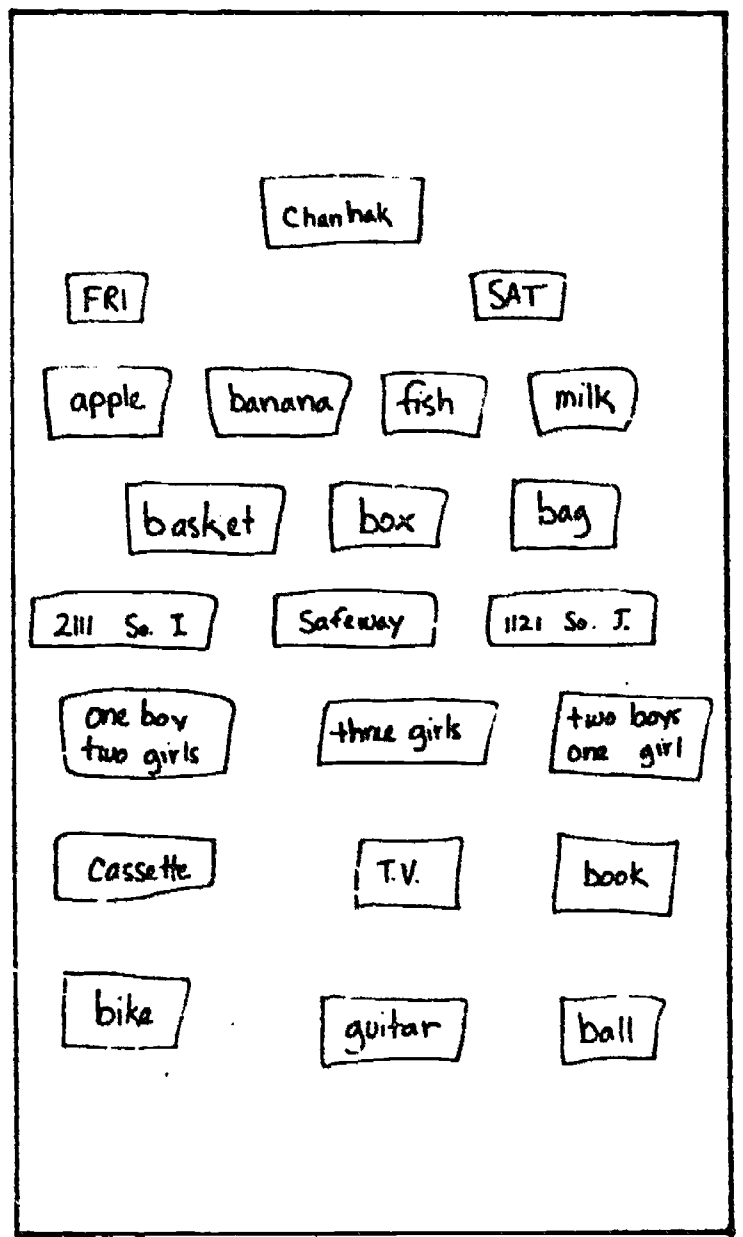 Chanhak
FRI SAT
apple banana fish milk
basket box bag
2111 So. I Safeway 1121 So. J.
one boy
two girls
three girls
two boys
one girl
Cassette T.V. book
bike guitar ball